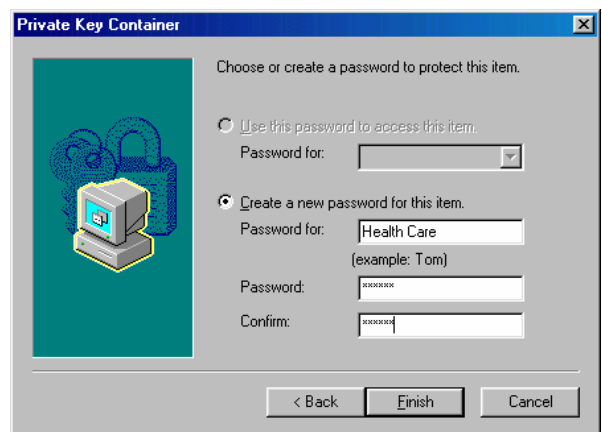 Private Key Container
Choose or create a password to protect this item.
Use this password to access this item.
Password for:
Create a new password for this item.
Password for: Health Care
(example: Tom)
Password: ××××××
Confirm: ××××××
< Back Finish Cancel